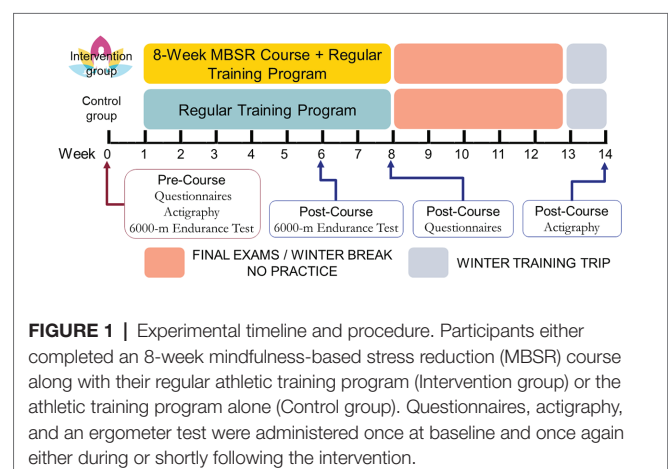 Intervention
group
8-Week MBSR Course + Regular
Training Program
Control
group
Regular Training Program
Week 0 1 2 3 4 5 6 7 8 9 10 11 12 13 14
Pre-Course
Questionnaires
Actigraphy
6000-m Endurance Test
Post-Course
6000-m Endurance Test
Post-Course
Questionnaires
Post-Course
Actigraphy
FINAL EXAMS / WINTER BREAK
NO PRACTICE
WINTER TRAINING TRIP
FIGURE 1 | Experimental timeline and procedure. Participants either
completed an 8-week mindfulness-based stress reduction (MBSR) course
along with their regular athletic training program (Intervention group) or the
athletic training program alone (Control group). Questionnaires, actigraphy,
and an ergometer test were administered once at baseline and once again
either during or shortly following the intervention.